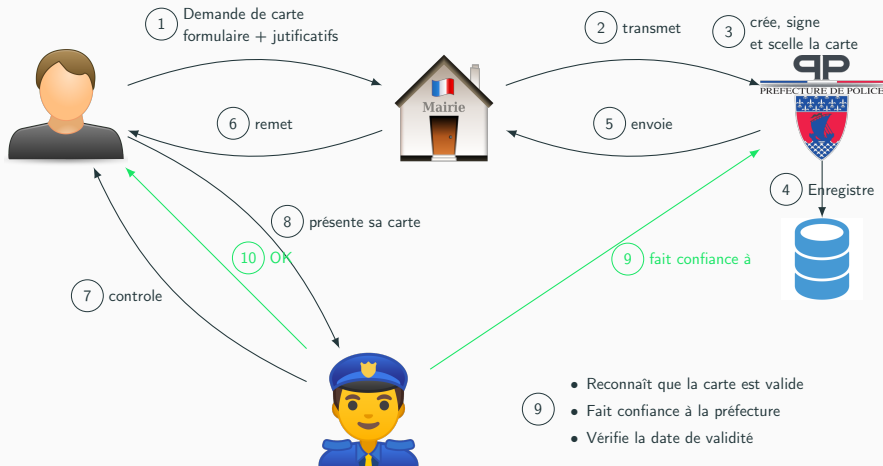 1 Demande de carte
formulaire + jutificatifs
2 transmet
3 crée, signe
et scelle la carte
PREFECTURE DE POLICE
Mairie
6 remet
5 envoie
4 Enregistre
8 présente sa carte
10 OK
9 fait confiance à
7 controle
9
• Reconnaît que la carte est valide
• Fait confiance à la préfecture
• Vérifie la date de validité